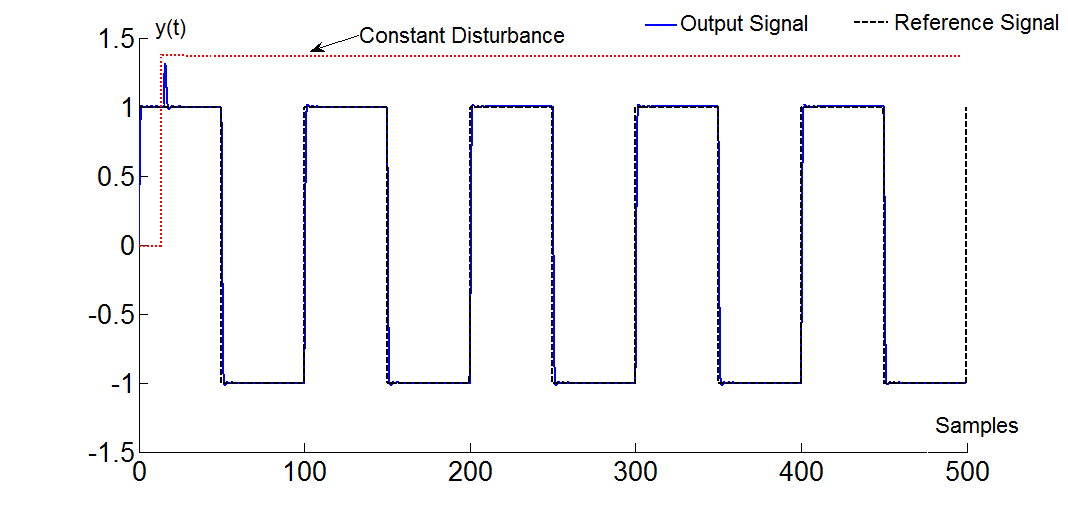 y(t)
Output Signal
Reference Signal
Constant Disturbance
1.5
1
0.5
0
-0.5
-1
-1.5
Samples
0 100 200 300 400 500